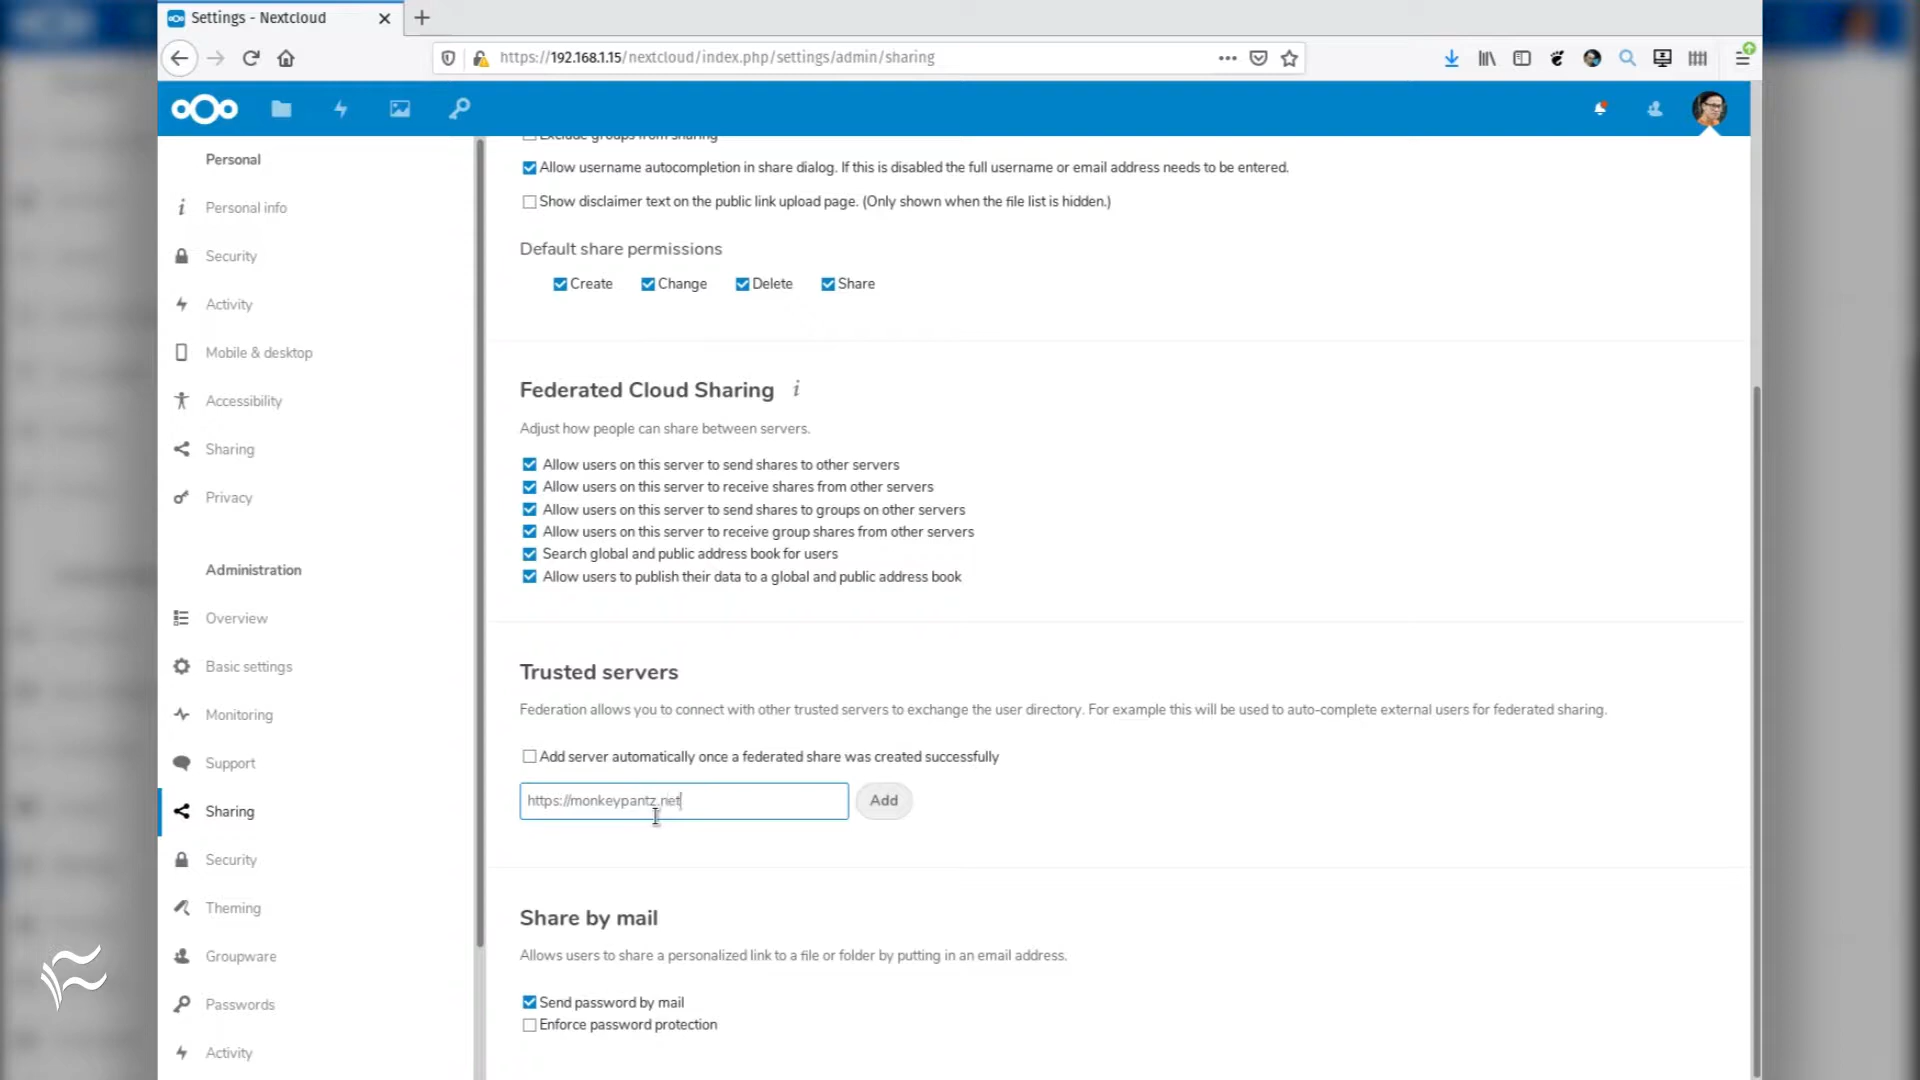 Settings - Nextcloud
https://192.168.1.15/nextcloud/index.php/settings/admin/sharing
Personal
Personal info
Security
Activity
Mobile & desktop
Accessibility
Sharing
Privacy
Administration
Overview
Basic settings
Monitoring
Support
Sharing
Security
Theming
Groupware
Passwords
Activity
Exclude groups from sharing
Allow username autocompletion in share dialog. If this is disabled the full username or email address needs to be entered.
Show disclaimer text on the public link upload page. (Only shown when the file list is hidden.)
Default share permissions
Create Change Delete Share
Federated Cloud Sharing i
Adjust how people can share between servers.
Allow users on this server to send shares to other servers
Allow users on this server to receive shares from other servers
Allow users on this server to send shares to groups on other servers
Allow users on this server to receive group shares from other servers
Search global and public address book for users
Allow users to publish their data to a global and public address book
Trusted servers
Federation allows you to connect with other trusted servers to exchange the user directory. For example this will be used to auto-complete external users for federated sharing.
Add server automatically once a federated share was created successfully
https://monkeypantz.net Add
Share by mail
Allows users to share a personalized link to a file or folder by putting in an email address.
Send password by mail
Enforce password protection